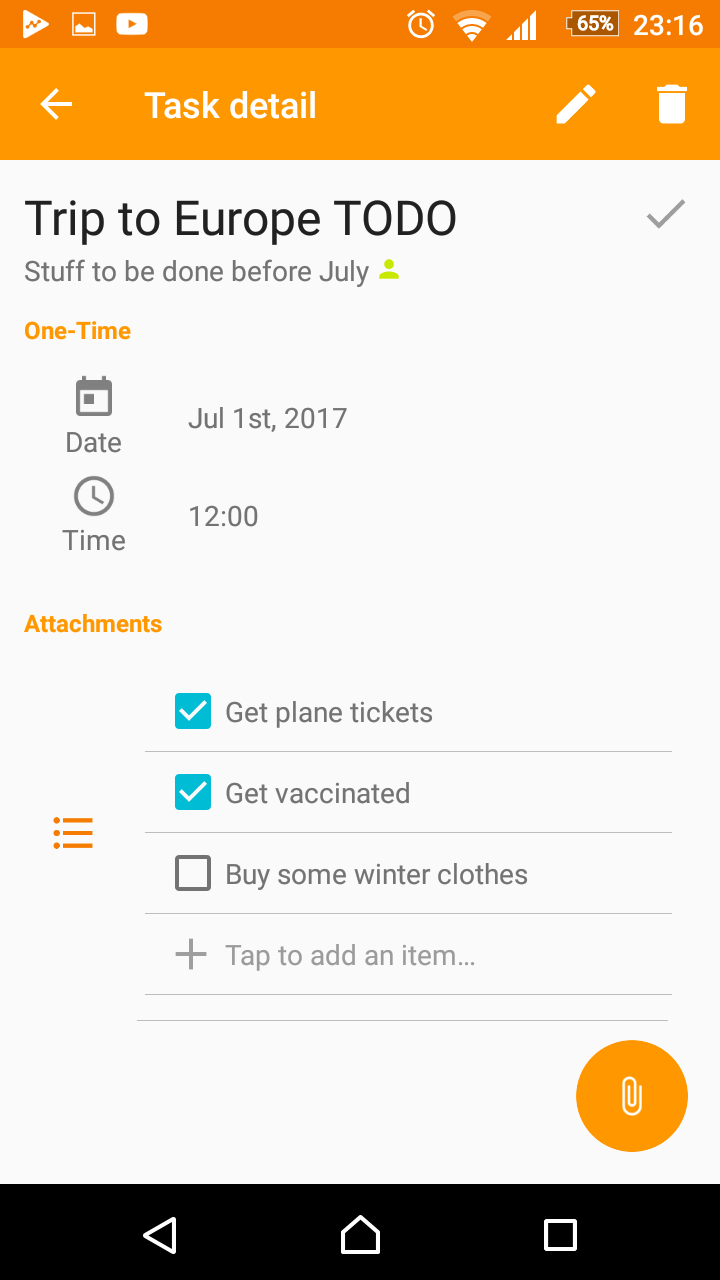 65% 23:16
Task detail
Trip to Europe TODO
Stuff to be done before July
One-Time
Date
Jul 1st, 2017
Time
12:00
Attachments
Get plane tickets
Get vaccinated
Buy some winter clothes
Tap to add an item...